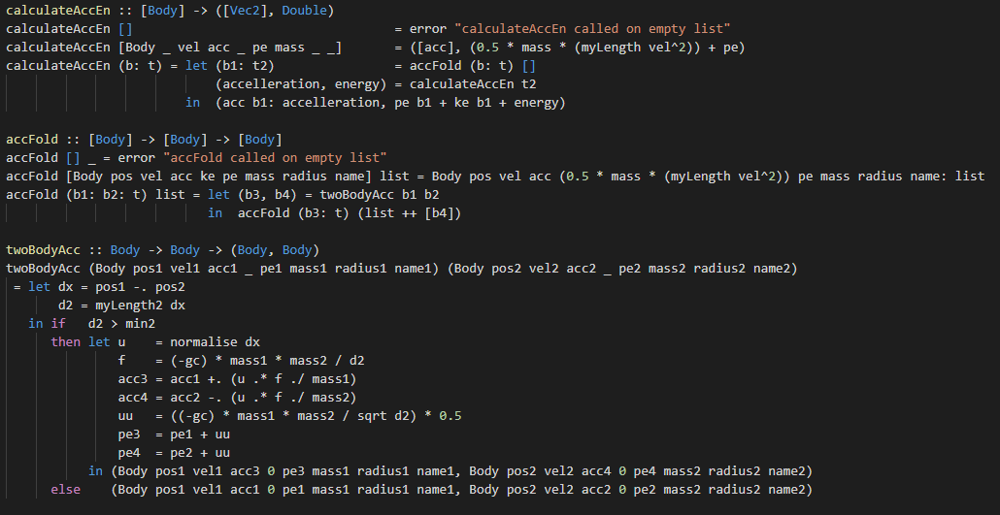 calculateAccEn :: [Body] -> ([Vec2], Double)
calculateAccEn [] = error "calculateAccEn called on empty list"
calculateAccEn [Body _ vel acc _ pe mass _ _] = ([acc], (0.5 * mass * (myLength vel^2)) + pe)
calculateAccEn (b: t) = let (b1: t2) = accFold (b: t) []
(accelleration, energy) = calculateAccEn t2
in (acc b1: accelleration, pe b1 + ke b1 + energy)
accFold :: [Body] -> [Body] -> [Body]
accFold [] _ = error "accFold called on empty list"
accFold [Body pos vel acc ke pe mass radius name] list = Body pos vel acc (0.5 * mass * (myLength vel^2)) pe mass radius name: list
accFold (b1: b2: t) list = let (b3, b4) = twoBodyAcc b1 b2
in accFold (b3: t) (list ++ [b4])
twoBodyAcc :: Body -> Body -> (Body, Body)
twoBodyAcc (Body pos1 vel1 acc1 _ pe1 mass1 radius1 name1) (Body pos2 vel2 acc2 _ pe2 mass2 radius2 name2)
= let dx = pos1 -. pos2
d2 = myLength2 dx
in if d2 > min2
then let u = normalise dx
f = (-gc) * mass1 * mass2 / d2
acc3 = acc1 +. (u .* f ./ mass1)
acc4 = acc2 -. (u .* f ./ mass2)
uu = ((-gc) * mass1 * mass2 / sqrt d2) * 0.5
pe3 = pe1 + uu
pe4 = pe2 + uu
in (Body pos1 vel1 acc3 0 pe3 mass1 radius1 name1, Body pos2 vel2 acc4 0 pe4 mass2 radius2 name2)
else (Body pos1 vel1 acc1 0 pe1 mass1 radius1 name1, Body pos2 vel2 acc2 0 pe2 mass2 radius2 name2)